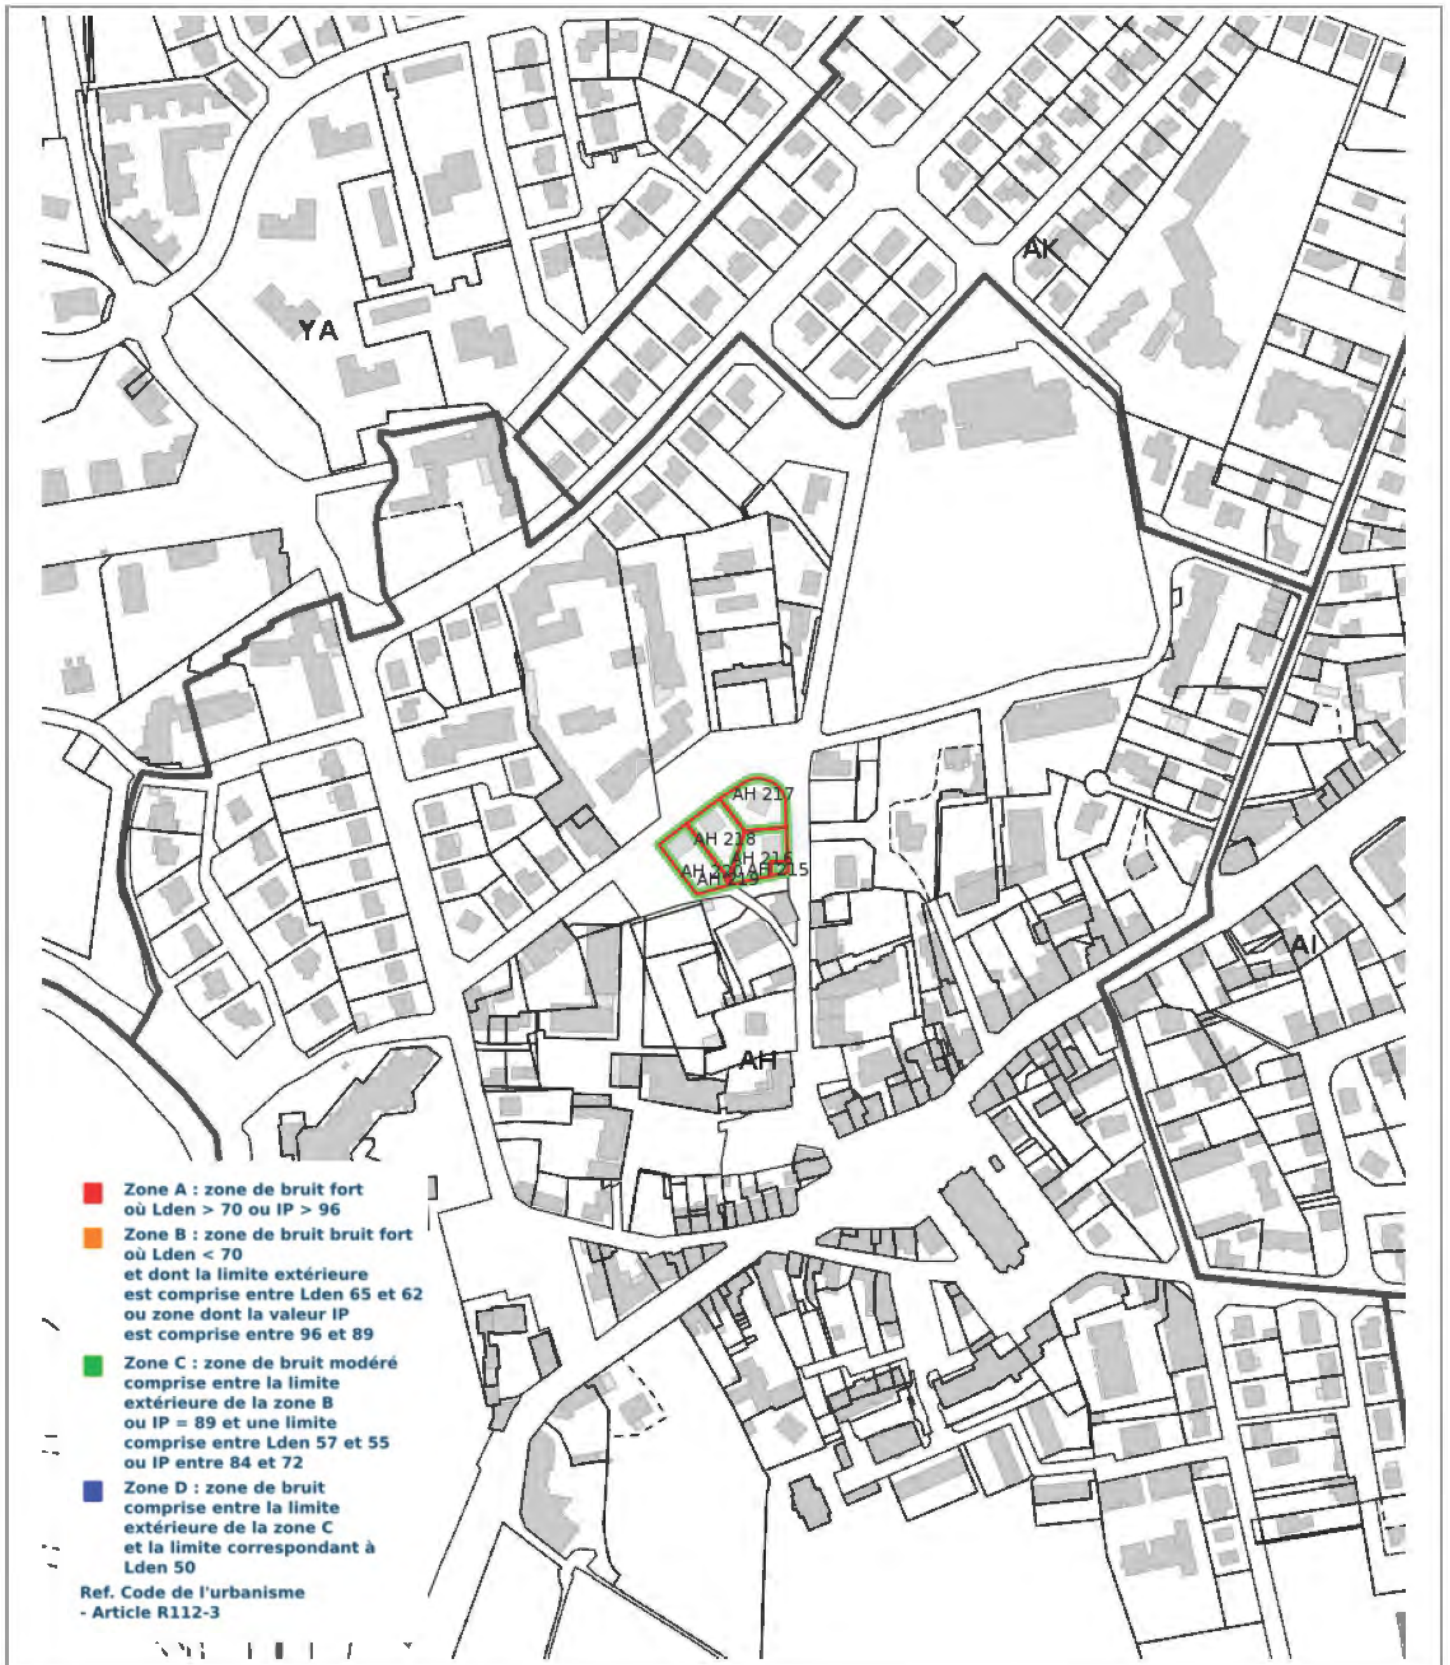 AK
YA
AH 217
AH 218
AH 216
AH 220
AH 215
AH 219
AI
AH
Zone A : zone de bruit fort
où Lden > 70 ou IP > 96
Zone B : zone de bruit bruit fort
où Lden < 70
et dont la limite extérieure
est comprise entre Lden 65 et 62
ou zone dont la valeur IP
est comprise entre 96 et 89
Zone C : zone de bruit modéré
comprise entre la limite
extérieure de la zone B
ou IP = 89 et une limite
comprise entre Lden 57 et 55
ou IP entre 84 et 72
Zone D : zone de bruit
comprise entre la limite
extérieure de la zone C
et la limite correspondant à
Lden 50
Ref. Code de l'urbanisme
- Article R112-3